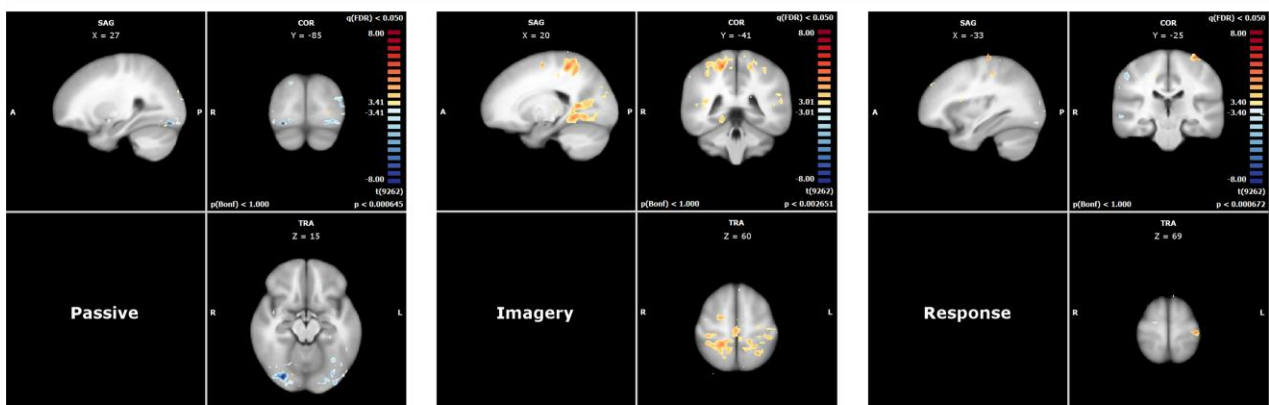 SAG
X = 27
A
P
q(FDR) < 0.050
COR
Y = -85
8.00
R
3.41
-3.41
-8.00
t(9262)
p(Bonf) < 1.000
p < 0.000645
Passive
TRA
Z = 15
R
L
SAG
X = 20
A
P
q(FDR) < 0.050
COR
Y = -41
8.00
R
3.01
-3.01
-8.00
t(9262)
p(Bonf) < 1.000
p < 0.002651
Imagery
TRA
Z = 60
R
L
SAG
X = -33
A
P
q(FDR) < 0.050
COR
Y = -25
8.00
R
3.40
-3.40
L
-8.00
t(9262)
p(Bonf) < 1.000
p < 0.000672
Response
TRA
Z = 69
R
L